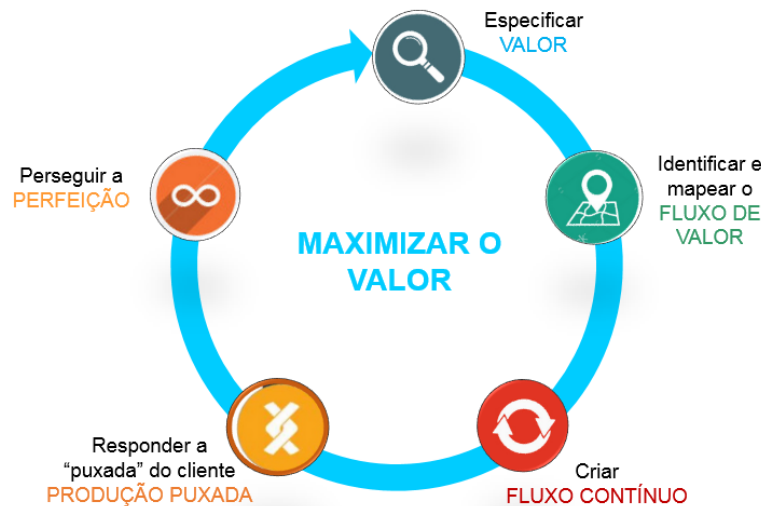 Especificar
VALOR
Identificar e
mapear o
FLUXO DE
VALOR
Criar
FLUXO CONTÍNUO
Responder a
“puxada” do cliente
PRODUÇÃO PUXADA
Perseguir a
PERFEIÇÃO
MAXIMIZAR O
VALOR